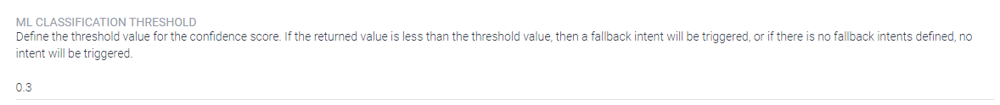 ML CLASSIFICATION THRESHOLD
Define the threshold value for the confidence score. If the returned value is less than the threshold value, then a fallback intent will be triggered, or if there is no fallback intents defined, no
intent will be triggered.
0.3